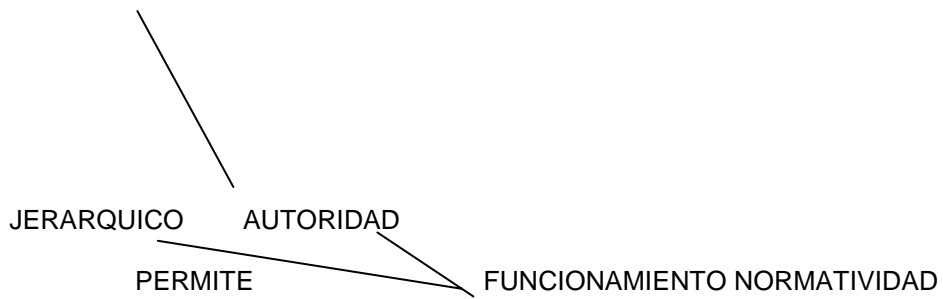 JERARQUICO AUTORIDAD
PERMITE FUNCIONAMIENTO NORMATIVIDAD